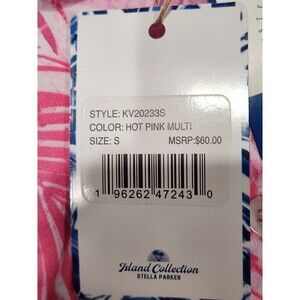 STYLE: KV20233S
COLOR: HOT PINK MULTI
SIZE: S MSRP:$60.00
1 96262 47243 0
Island Collection
STELLA PARKER